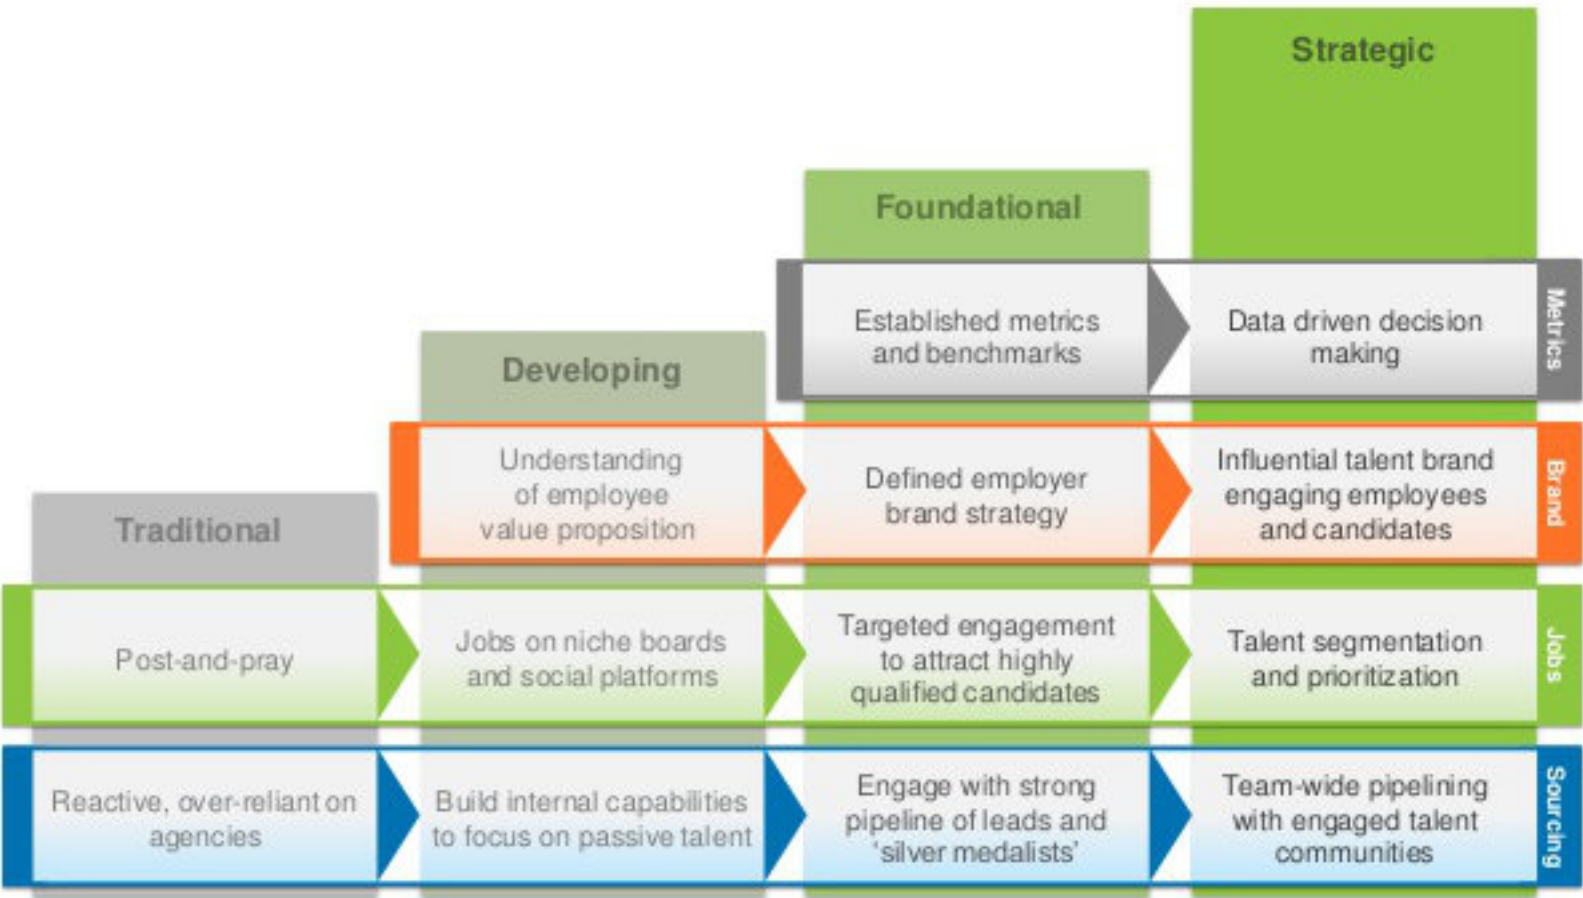 Strategic
Foundational
Established metrics
and benchmarks
Data driven decision
making
Metrics
Developing
Understanding
of employee
value proposition
Defined employer
brand strategy
Influential talent brand
engaging employees
and candidates
Brand
Traditional
Post-and-pray
Jobs on niche boards
and social platforms
Targeted engagement
to attract highly
qualified candidates
Talent segmentation
and prioritization
Jobs
Reactive, over-reliant on
agencies
Build internal capabilities
to focus on passive talent
Engage with strong
pipeline of leads and
'silver medalists'
Team-wide pipelining
with engaged talent
communities
Sourcing